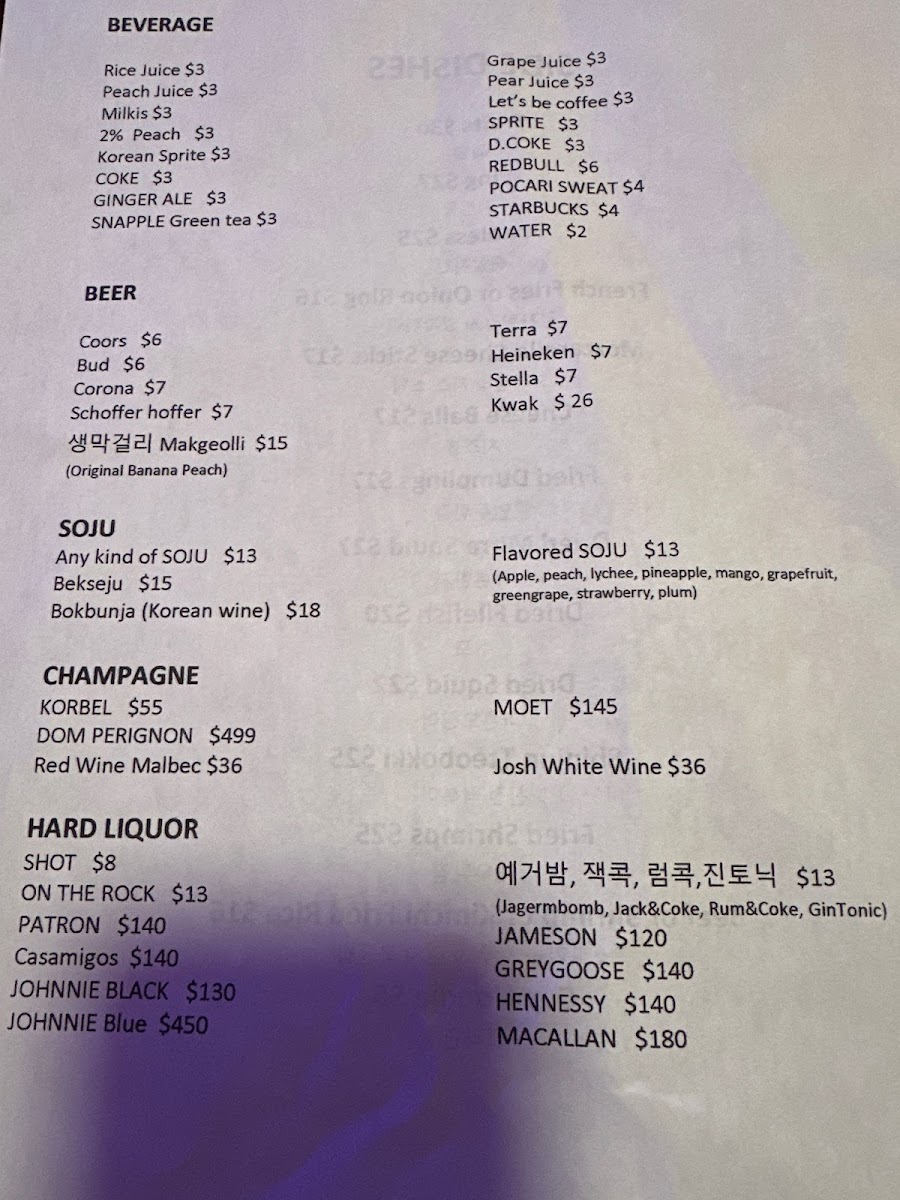 BEVERAGE
Rice Juice $3
Peach Juice $3
Milkis $3
2% Peach $3
Korean Sprite $3
COKE $3
GINGER ALE $3
SNAPPLE Green tea $3
Grape Juice $3
Pear Juice $3
Let's be coffee $3
SPRITE $3
D.COKE $3
REDBULL $6
POCARI SWEAT $4
STARBUCKS $4
WATER $2
BEER
Coors $6
Bud $6
Corona $7
Schoffer hoffer $7
생막걸리 Makgeolli $15
(Original Banana Peach)
Terra $7
Heineken $7
Stella $7
Kwak $ 26
SOJU
Any kind of SOJU $13
Bekseju $15
Bokbunja (Korean wine) $18
Flavored SOJU $13
(Apple, peach, lychee, pineapple, mango, grapefruit,
greengrape, strawberry, plum)
CHAMPAGNE
KORBEL $55
DOM PERIGNON $499
Red Wine Malbec $36
MOET $145
Josh White Wine $36
HARD LIQUOR
SHOT $8
ON THE ROCK $13
PATRON $140
Casamigos $140
JOHNNIE BLACK $130
JOHNNIE Blue $450
예거밤, 잭콕, 럼콕,진토닉 $13
(Jagermbomb, Jack&Coke, Rum&Coke, GinTonic)
JAMESON $120
GREYGOOSE $140
HENNESSY $140
MACALLAN $180